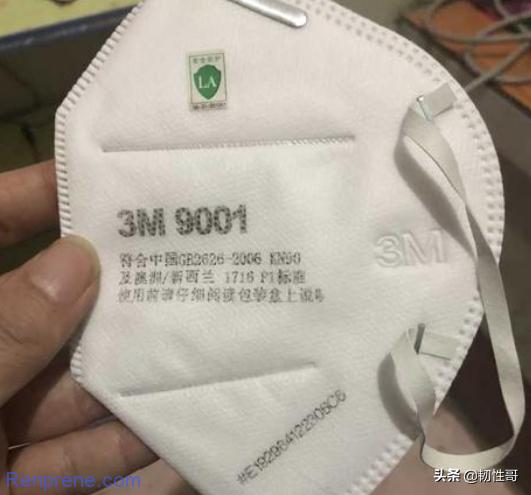 LA
3M 9001
3M
符合中国GB2626-2006 KN90
及澳洲/新西兰 1716 P1标准
使用前请仔细阅读包装盒上说明
#E192964122306C6
Renprene.com
头条 @韧性哥